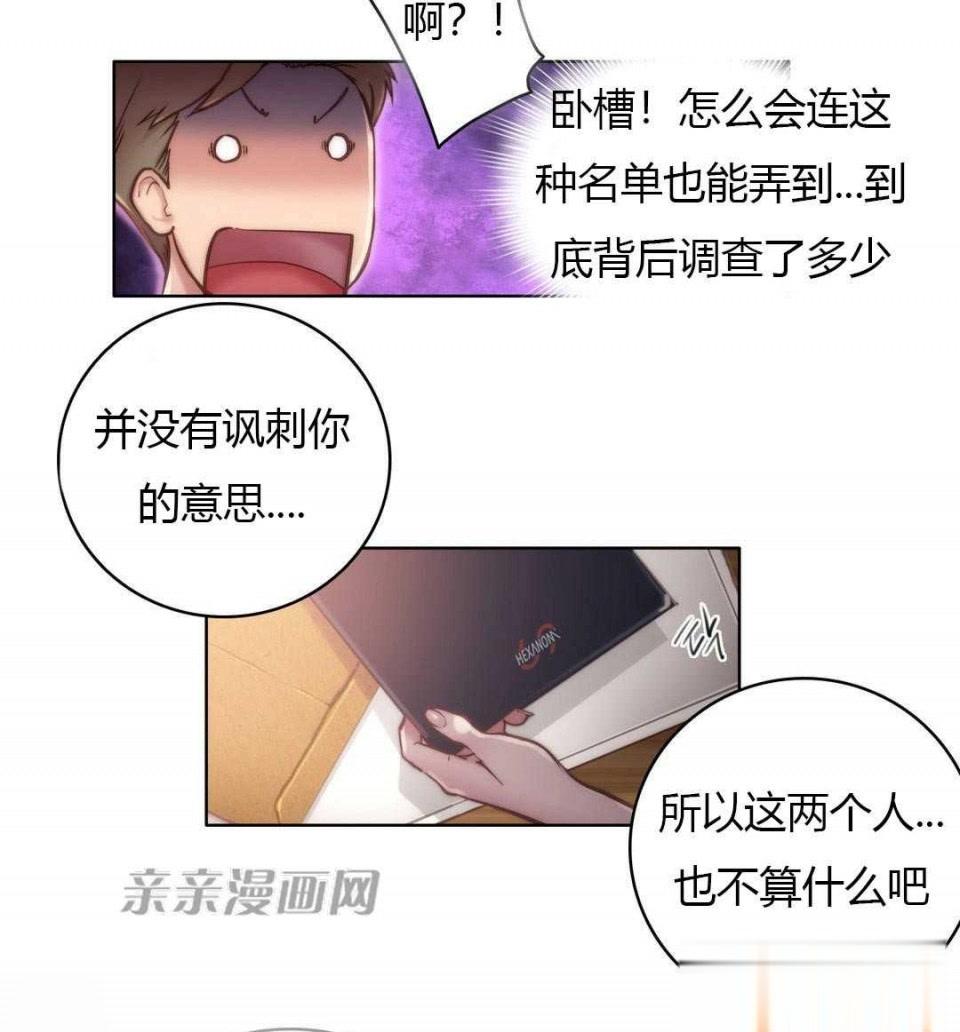 啊？！
卧槽！怎么会连这
种名单也能弄到...到
底背后调查了多少
并没有讽刺你
的意思....
HEXANOM
所以这两个人...
也不算什么吧
亲亲漫画网